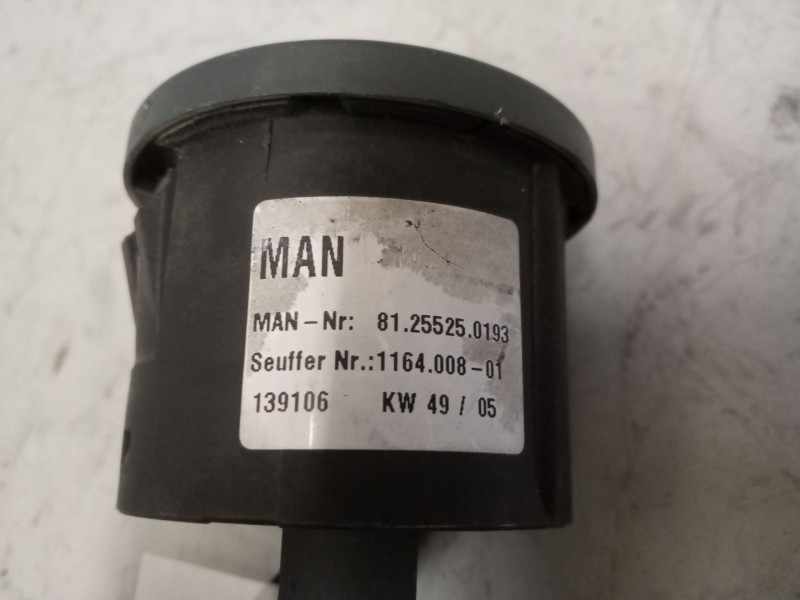 MAN
MAN-Nr: 81.25525.0193
Seuffer Nr.:1164.008-01
139106 KW 49 / 05